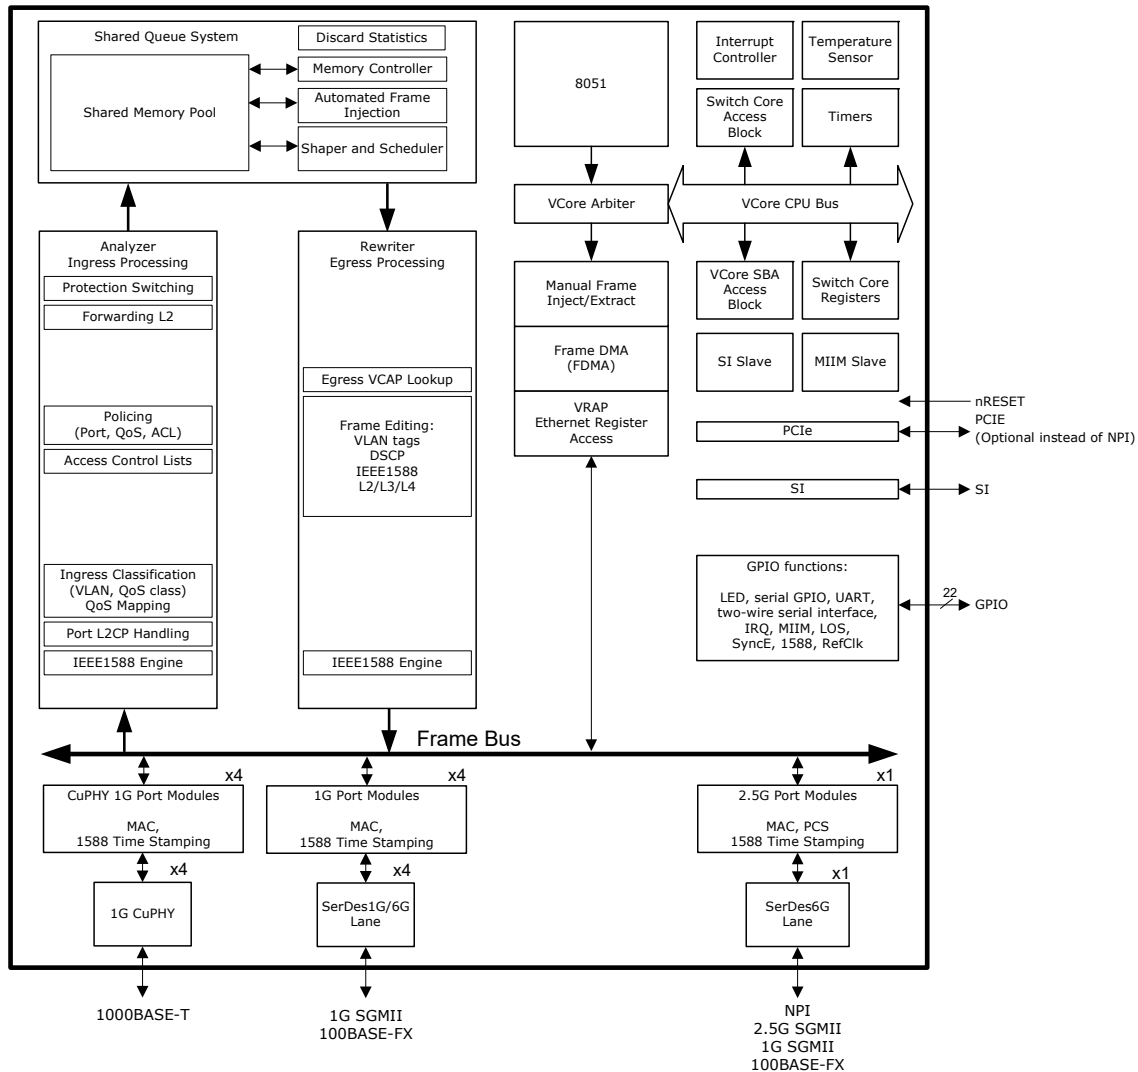 Shared Queue System
Discard Statistics
Shared Memory Pool
Memory Controller
Automated Frame
Injection
Shaper and Scheduler
8051
Interrupt
Controller
Temperature
Sensor
Switch Core
Access
Block
Timers
VCore Arbiter
VCore CPU Bus
Analyzer
Ingress Processing
Protection Switching
Forwarding L2
Policing
(Port, QoS, ACL)
Access Control Lists
Ingress Classification
(VLAN, QoS class)
QoS Mapping
Port L2CP Handling
IEEE1588 Engine
Rewriter
Egress Processing
Egress VCAP Lookup
Frame Editing:
VLAN tags
DSCP
IEEE1588
L2/L3/L4
IEEE1588 Engine
Manual Frame
Inject/Extract
Frame DMA
(FDMA)
VRAP
Ethernet Register
Access
VCore SBA
Access
Block
Switch Core
Registers
SI Slave
MIIM Slave
nRESET
PCIe
PCIE
(Optional instead of NPI)
SI
SI
GPIO functions:
LED, serial GPIO, UART,
two-wire serial interface,
IRQ, MIIM, LOS,
SyncE, 1588, RefClk
22
GPIO
Frame Bus
x4
CuPHY 1G Port Modules
MAC,
1588 Time Stamping
x4
1G CuPHY
1000BASE-T
x4
1G Port Modules
MAC,
1588 Time Stamping
x4
SerDes1G/6G
Lane
1G SGMII
100BASE-FX
x1
2.5G Port Modules
MAC, PCS
1588 Time Stamping
x1
SerDes6G
Lane
NPI
2.5G SGMII
1G SGMII
100BASE-FX